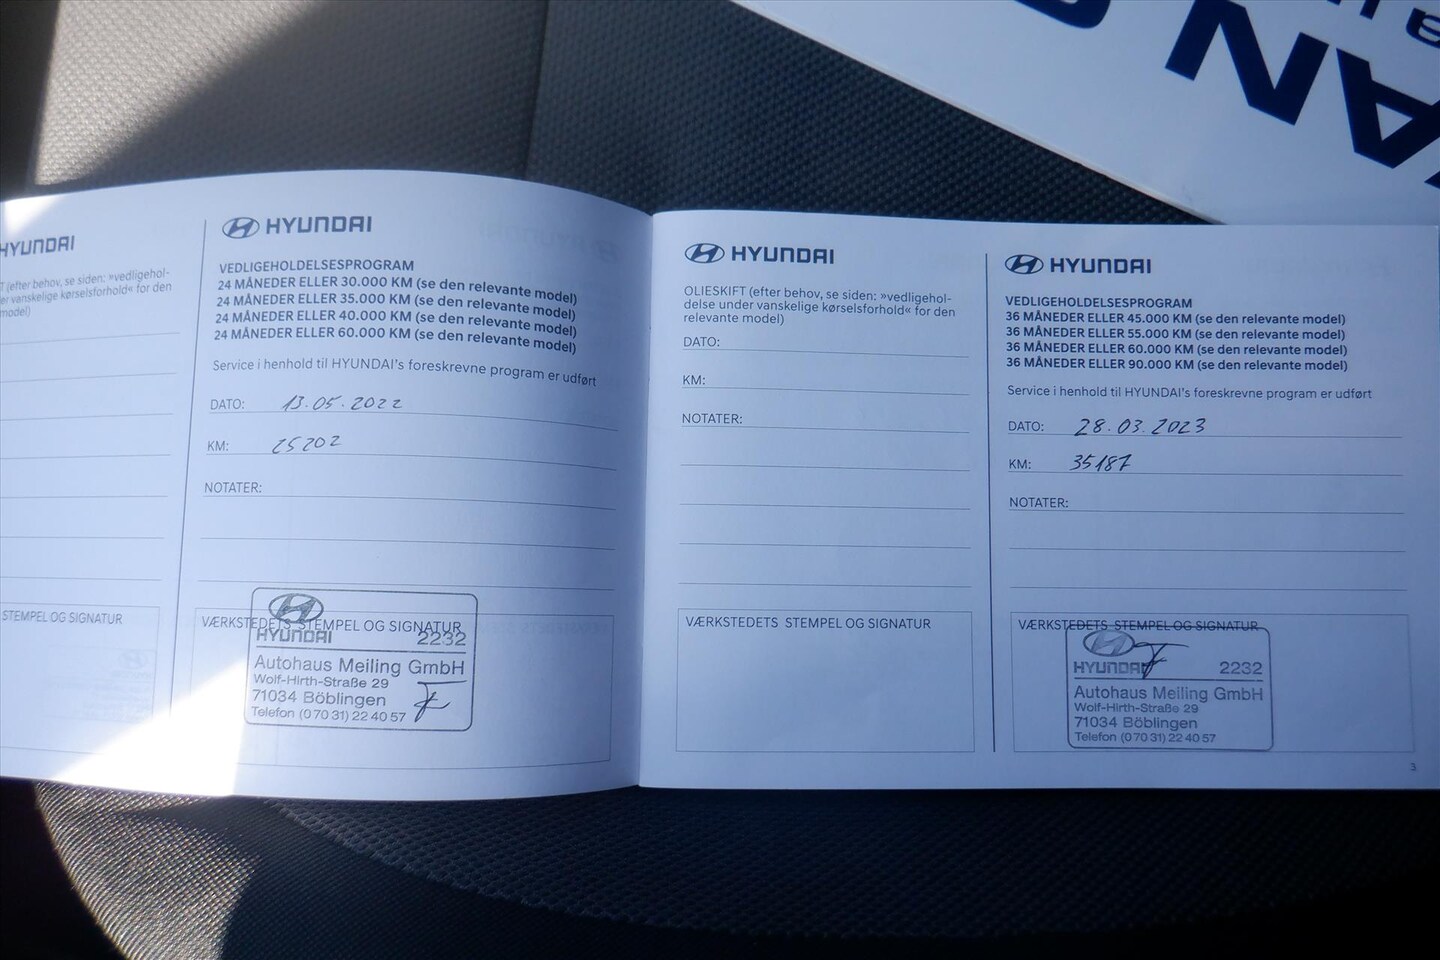 HYUNDAI
(efter behov, se siden: »vedligehol-
vanskelige kørselsforhold« for den
model)
STEMPEL OG SIGNATUR
HYUNDAI
VEDLIGEHOLDELSESPROGRAM
24 MÅNEDER ELLER 30.000 KM (se den relevante model)
24 MÅNEDER ELLER 35.000 KM (se den relevante model)
24 MÅNEDER ELLER 40.000 KM (se den relevante model)
24 MÅNEDER ELLER 60.000 KM (se den relevante model)
Service i henhold til HYUNDAI's foreskrevne program er udført
DATO: 13.05.2022
KM: 25202
NOTATER:
VÆRKSTEDETS STEMPEL OG SIGNATUR
HYUNDAI 2232
Autohaus Meiling GmbH
Wolf-Hirth-Straße 29
71034 Böblingen
Telefon (0 70 31) 22 40 57
HYUNDAI
OLIESKIFT (efter behov, se siden: »vedligehol-
delse under vanskelige kørselsforhold« for den
relevante model)
DATO:
KM:
NOTATER:
VÆRKSTEDETS STEMPEL OG SIGNATUR
HYUNDAI
VEDLIGEHOLDELSESPROGRAM
36 MÅNEDER ELLER 45.000 KM (se den relevante model)
36 MÅNEDER ELLER 55.000 KM (se den relevante model)
36 MÅNEDER ELLER 60.000 KM (se den relevante model)
36 MÅNEDER ELLER 90.000 KM (se den relevante model)
Service i henhold til HYUNDAI's foreskrevne program er udført
DATO: 28.03.2023
KM: 35187
NOTATER:
VÆRKSTEDETS STEMPEL OG SIGNATUR
HYUNDAI 2232
Autohaus Meiling GmbH
Wolf-Hirth-Straße 29
71034 Böblingen
Telefon (0 70 31) 22 40 57
3